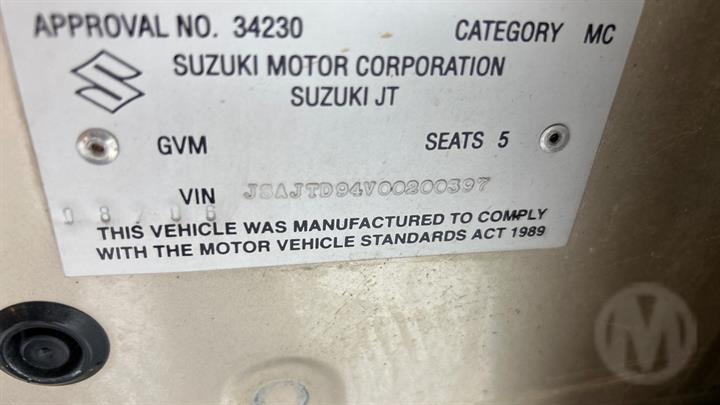 APPROVAL NO. 34230 CATEGORY MC
SUZUKI MOTOR CORPORATION
SUZUKI JT
GVM SEATS 5
VIN JSAJTD94V00200397
08/06
THIS VEHICLE WAS MANUFACTURED TO COMPLY
WITH THE MOTOR VEHICLE STANDARDS ACT 1989
M